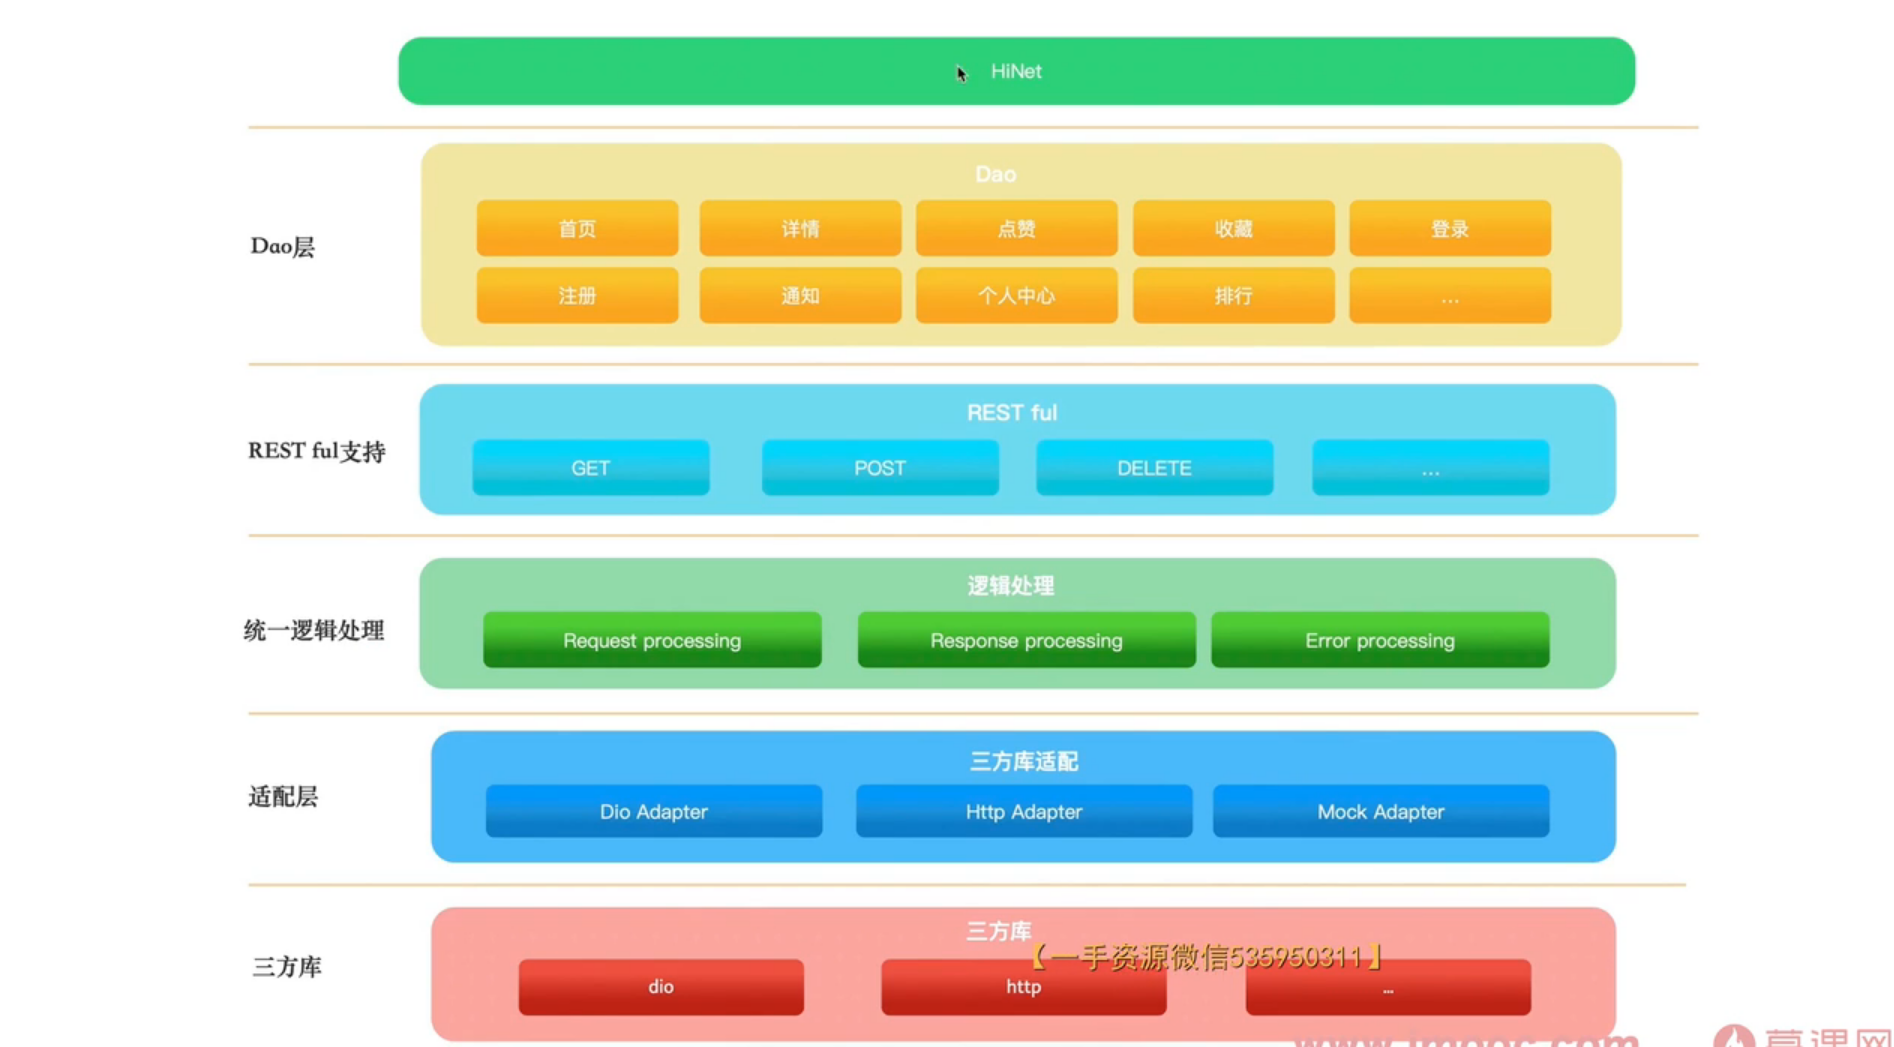 HiNet
Dao层
Dao
首页 详情 点赞 收藏 登录
注册 通知 个人中心 排行 ...
REST ful支持
REST ful
GET POST DELETE ...
统一逻辑处理
逻辑处理
Request processing Response processing Error processing
适配层
三方库适配
Dio Adapter Http Adapter Mock Adapter
三方库
三方库
【一手资源微信535950311】
dio http ...
www.imooc.com
慕课网